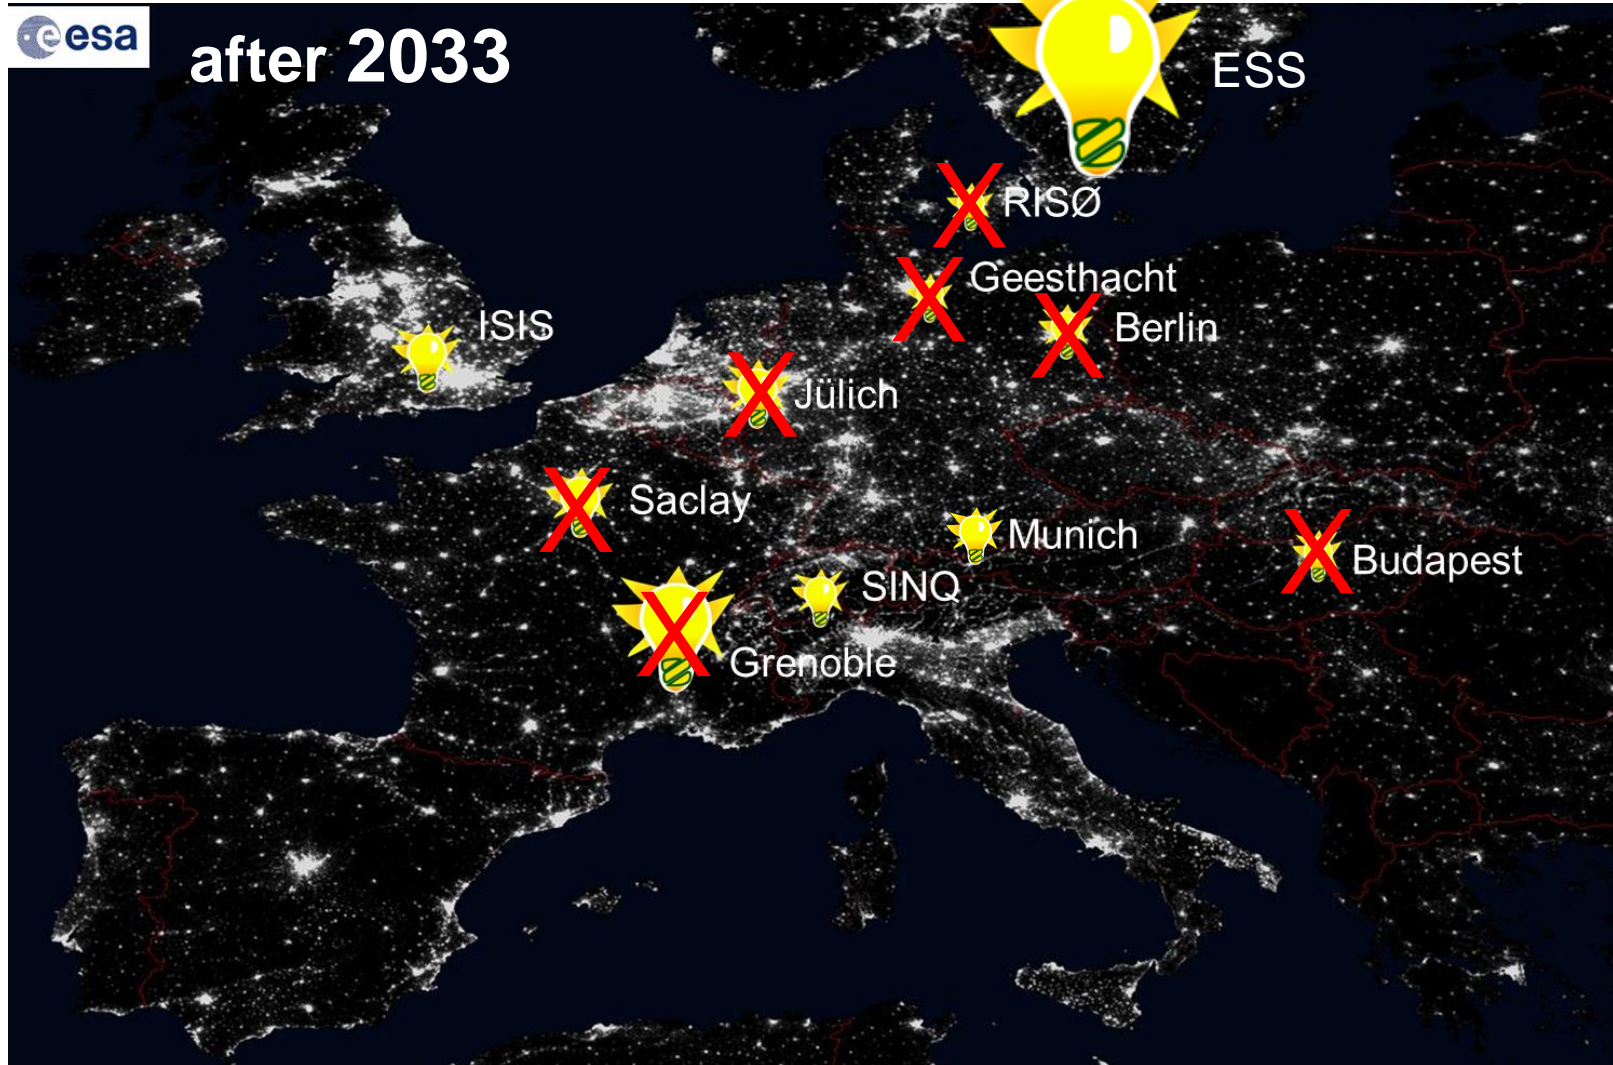 esa
after 2033
ESS
RISØ
Geesthacht
Berlin
ISIS
Jülich
Saclay
Munich
Budapest
SINQ
Grenoble